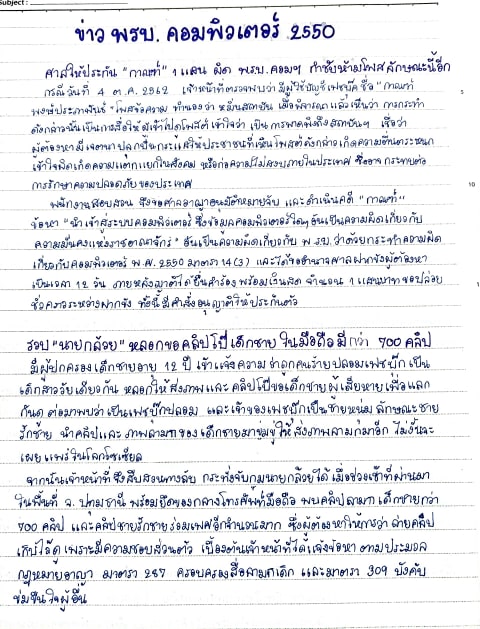 Subject :
ข่าว พรบ. คอมพิวเตอร์ 2550
ศาลให้ประกัน "กาณฑ์" 1 แสน ผิด พรบ.คอมฯ กำชับห้ามโพสลักษณะนี้อีก
กรณีวันที่ 4 ต.ค. 2562 เจ้าหน้าที่ตรวจพบว่า มีผู้ใช้บัญชีเฟซบุ๊ค ชื่อ "กาณฑ์
พงษ์ประภาพันธ์" โพสข้อความ ทำนองว่า หมิ่นสถาบัน เมื่อพิจารณาแล้วเห็นว่า การกระทำ
ดังกล่าวนั้นเป็นการสื่อให้ผู้เข้าไปดูโพสต์เข้าใจว่า เป็นการพาดพิงถึงสถาบันฯ เชื่อว่า
ผู้ต้องหามีเจตนา ปลุกปั่นกระแสให้ประชาชนที่เห็นโพสต์ดังกล่าว เกิดความตื่นตระหนก
เข้าใจผิดเกิดความแตกแยกในสังคม หรือก่อความไม่สงบภายในประเทศ ซึ่งอาจกระทบต่อ
การรักษาความปลอดภัยของประเทศ
พนักงานสอบสวน จึงขอศาลอาญาอนุมัติหมายจับ และดำเนินคดี "กาณฑ์"
ข้อหา "นำเข้าสู่ระบบคอมพิวเตอร์ ซึ่งข้อมูลคอมพิวเตอร์ใดๆ อันเป็นความผิดเกี่ยวกับ
ความมั่นคงแห่งราชอาณาจักร" อันเป็นความผิดเกี่ยวกับ พ.รบ.ว่าด้วยกระทำความผิด
เกี่ยวกับคอมพิวเตอร์ พ.ศ. 2550 มาตรา 14(3) และได้ขออำนาจศาลฝากขังผู้ต้องหา
เป็นเวลา 12 วัน ภายหลังญาติได้ยื่นคำร้อง พร้อมเงินสด จำนวน 1 แสนบาท ขอปล่อย
ชั่วคราวระหว่างฝากขัง ทั้งนี้มีคำสั่งอนุญาติให้ประกันตัว
รวบ "นายกล้วย" หลอกขอคลิปโป๊เด็กชาย ในมือถือมีกว่า 700 คลิป
มีผู้ปกครองเด็กชายอายุ 12 ปี เข้าแจ้งความว่าถูกคนร้ายปลอมเฟซบุ๊ก เป็น
เด็กสาววัยเดียวกัน หลอกให้ส่งภาพและ คลิปโป๊ของเด็กชายผู้เสียหายเพื่อแลก
กันดู ต่อมาพบว่าเป็นเฟซบุ๊กปลอม และเจ้าของเฟซบุ๊กเป็นชายหนุ่ม ลักษณะชาย
รักชาย นำคลิปและ ภาพลามกของเด็กชายมาขู่ให้ส่งภาพลามกมาอีก ไม่งั้นจะ
เผยแพร่ในโลกโซเชียล
จากนั้นเจ้าหน้าที่ จึงสืบสวนทางลับ กระทั่งจับกุมนายกล้วยได้ เมื่อช่วงเช้าที่ผ่านมา
ในพื้นที่ จ. ปทุมธานี พร้อมยึดของกลางโทรศัพท์มือถือ พบคลิปลามก เด็กชายกว่า
700 คลิป และคลิปชายรักชายร่วมเพศอีกจำนวนมาก ซึ่งผู้ต้องหาให้การว่า ถ่ายคลิป
เก็บไว้ดู เพราะมีความชอบส่วนตัว เบื้องต้นเจ้าหน้าที่ได้แจ้งข้อหา ตามประมวล
กฎหมายอาญา มาตรา 287 ครอบครองสื่อลามกเด็ก และมาตรา 309 บังคับ
ข่มขืนใจผู้อื่น
5
10